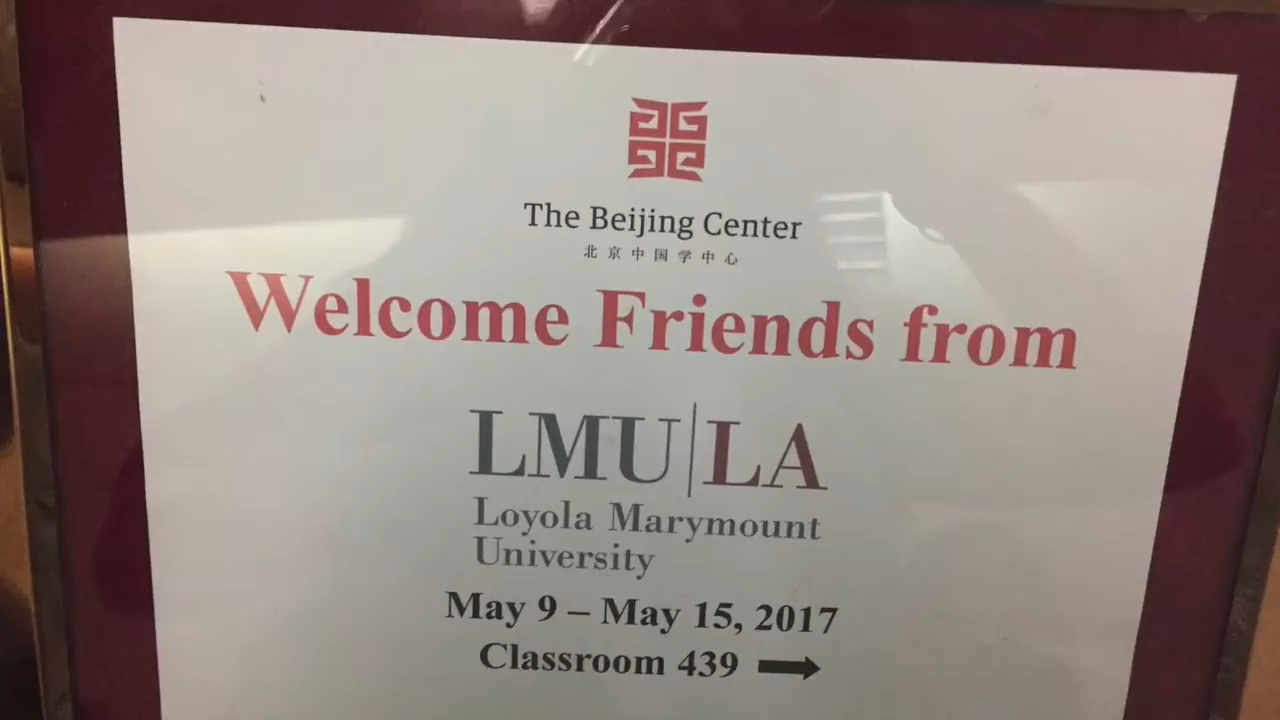 The Beijing Center
北京中国学中心
Welcome Friends from
LMU|LA
Loyola Marymount
University
May 9 – May 15, 2017
Classroom 439 →